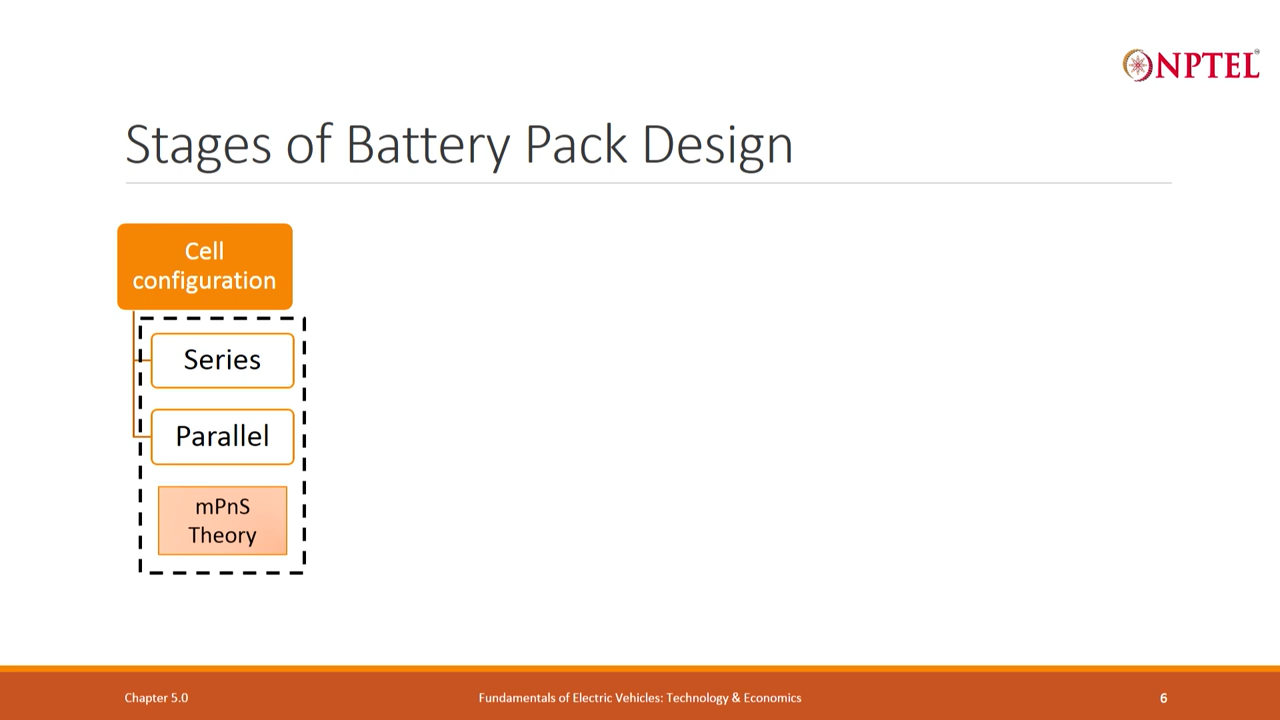 NPTEL
Stages of Battery Pack Design
Cell
configuration
Series
Parallel
mPnS
Theory
Chapter 5.0
Fundamentals of Electric Vehicles: Technology & Economics
6